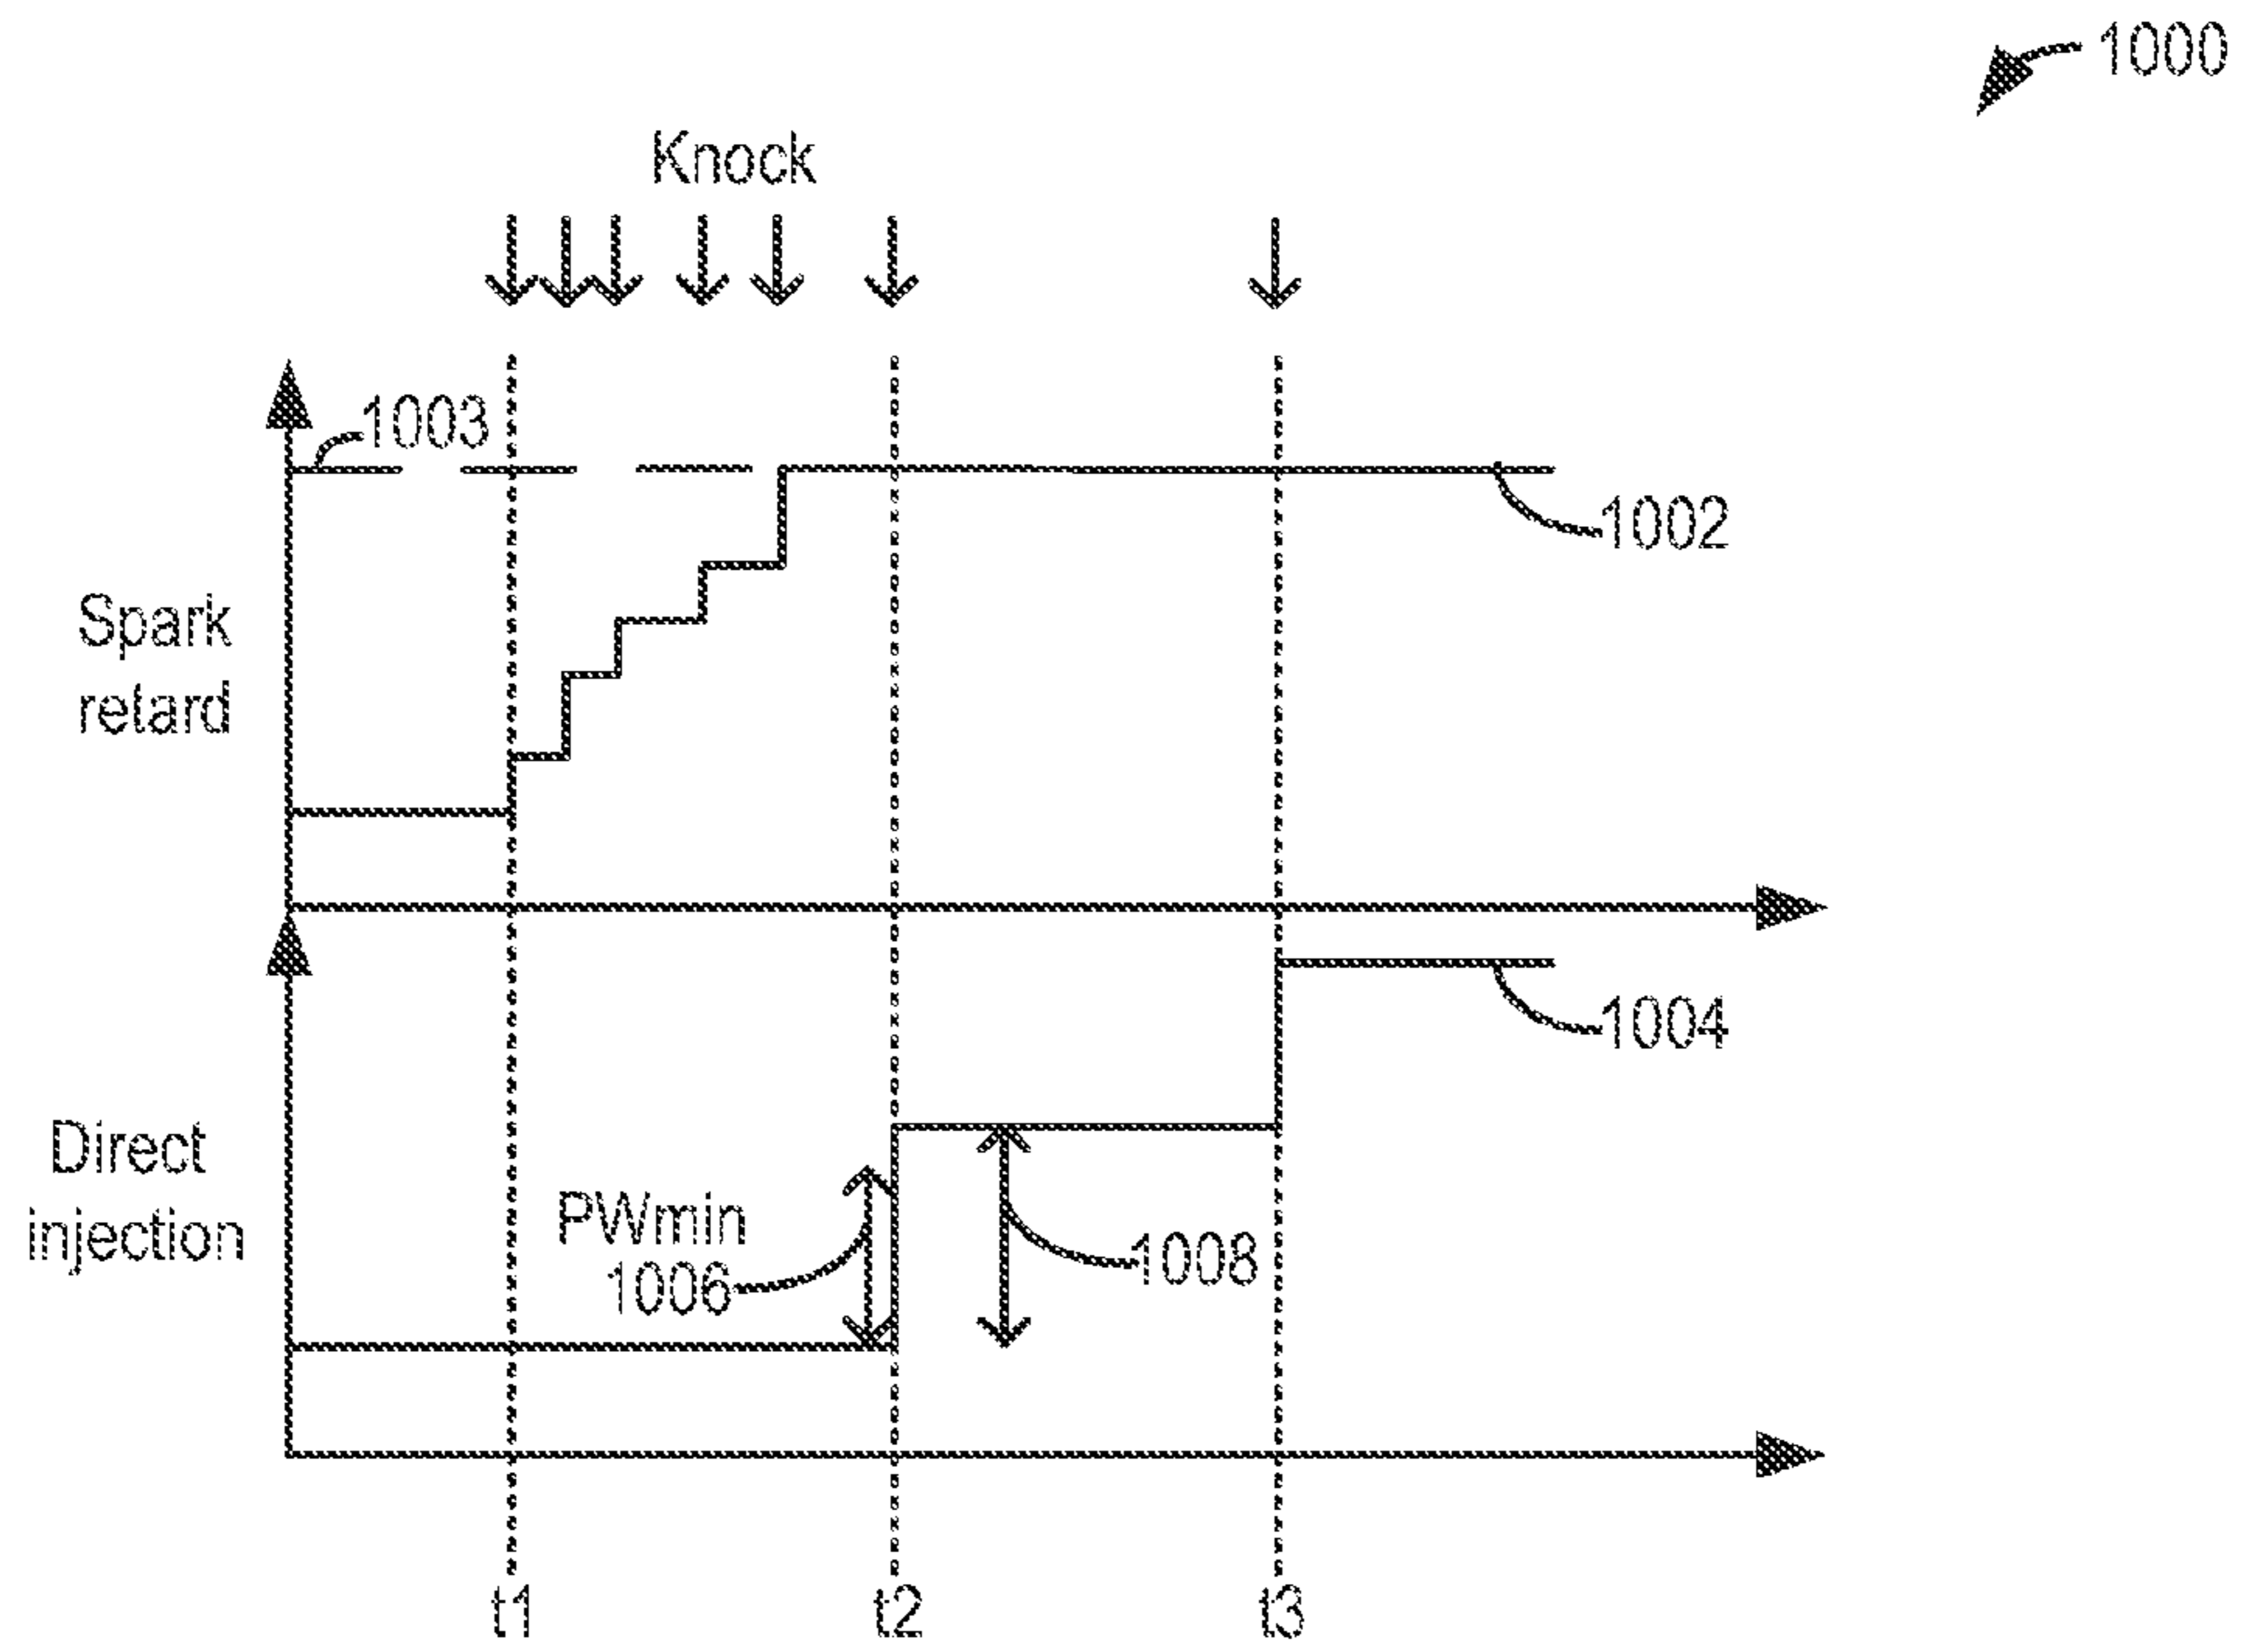 1000
Knock
1003
1002
Spark
retard
1004
Direct
injection
PWmin
1006
1008
t1
t2
t3